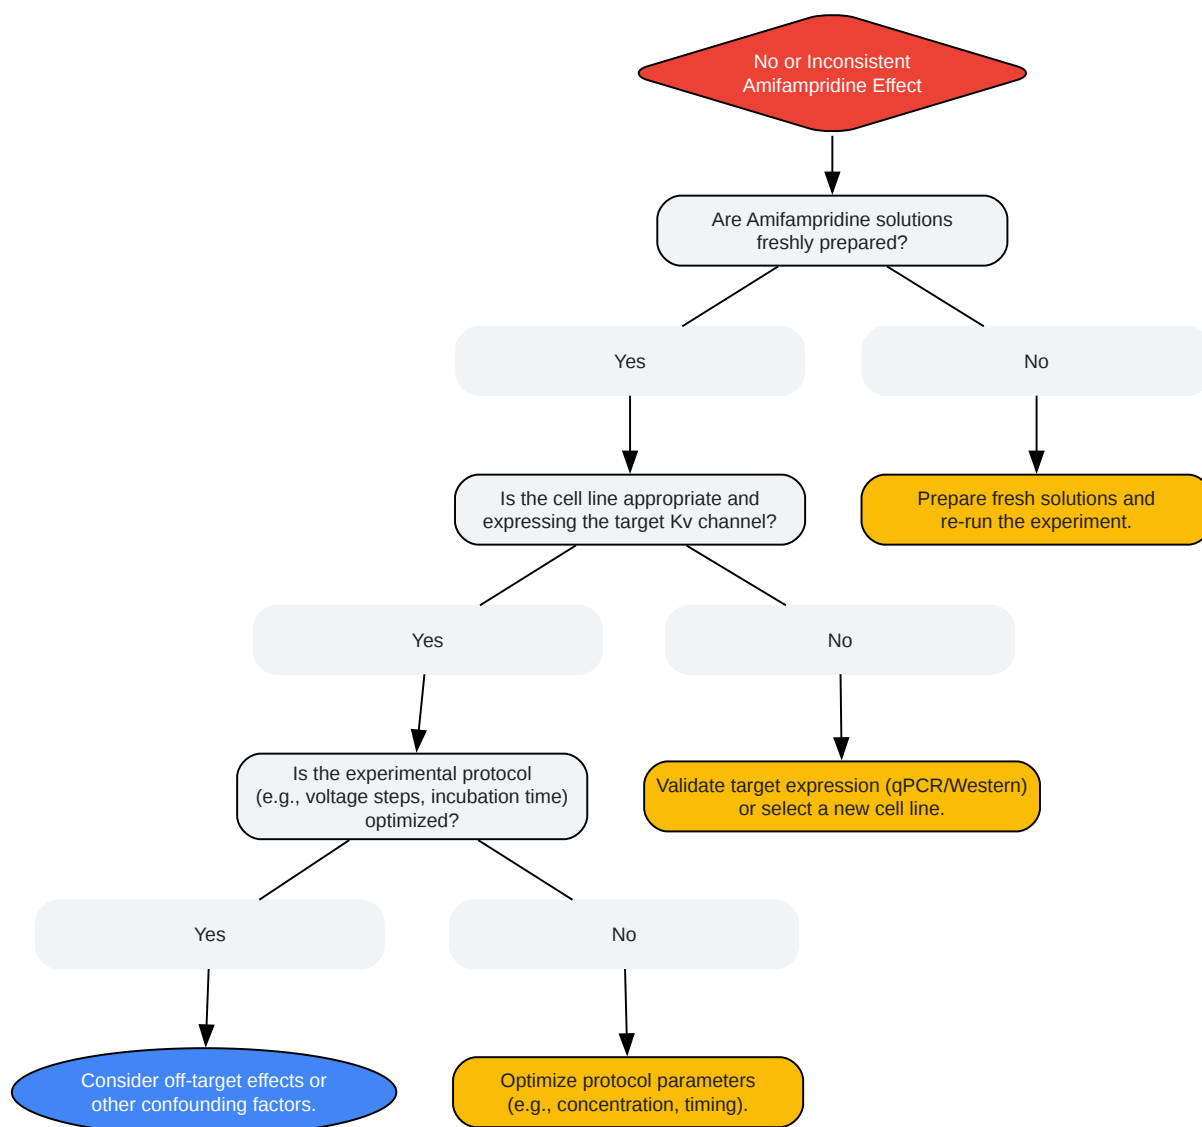 No or Inconsistent
Amifampridine Effect
Are Amifampridine solutions
freshly prepared?
Yes
No
Is the cell line appropriate and
expressing the target Kv channel?
Prepare fresh solutions and
re-run the experiment.
Yes
No
Is the experimental protocol
(e.g., voltage steps, incubation time)
optimized?
Validate target expression (qPCR/Western)
or select a new cell line.
Yes
No
Consider off-target effects or
other confounding factors.
Optimize protocol parameters
(e.g., concentration, timing).